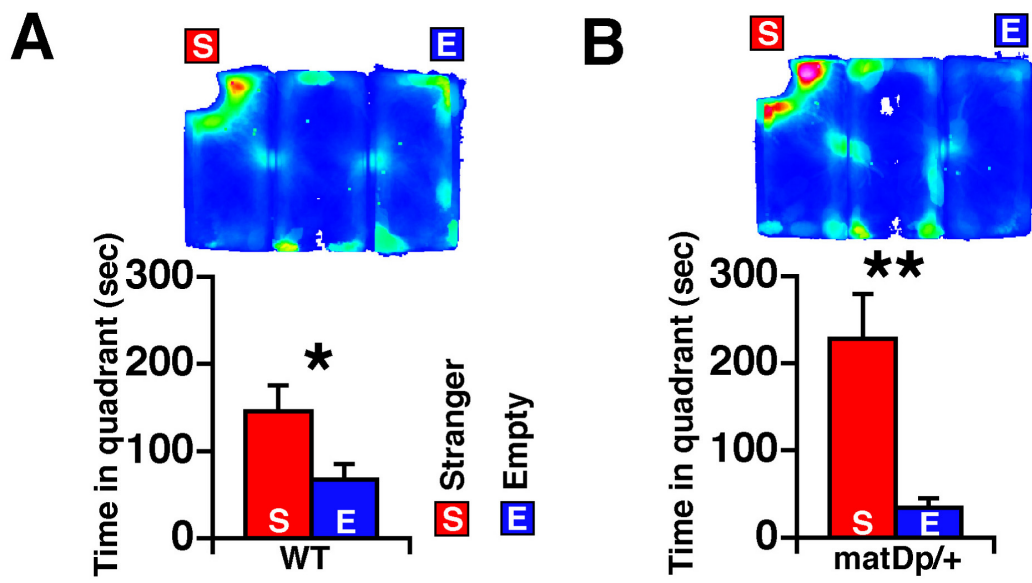 A
S
E
Time in quadrant (sec)
300
200
100
0
*
S
E
WT
S Stranger
E Empty
B
S
E
Time in quadrant (sec)
300
200
100
0
**
S
E
matDp/+